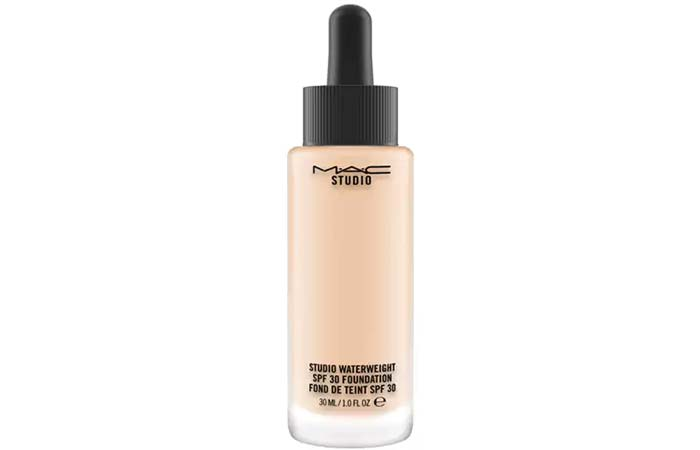 MAC
STUDIO
STUDIO WATERWEIGHT
SPF 30 FOUNDATION
FOND DE TEINT SPF 30
30 ML / 1.0 FL OZ ℮